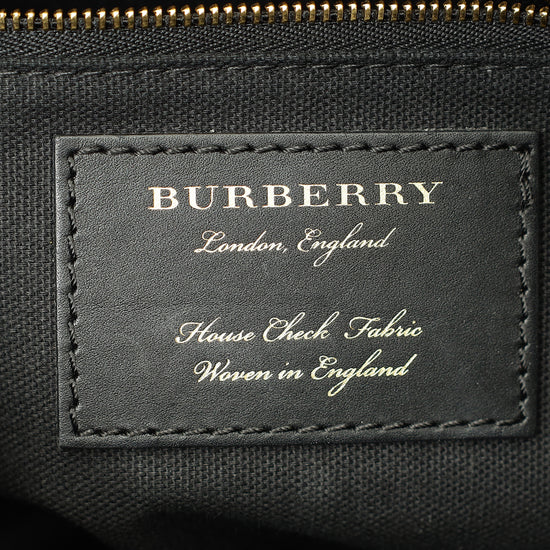 BURBERRY
London, England
House Check Fabric
Woven in England